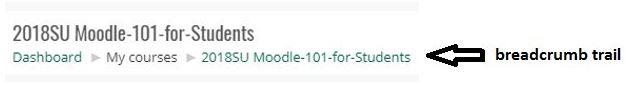 2018SU Moodle-101-for-Students
Dashboard ► My courses ► 2018SU Moodle-101-for-Students breadcrumb trail